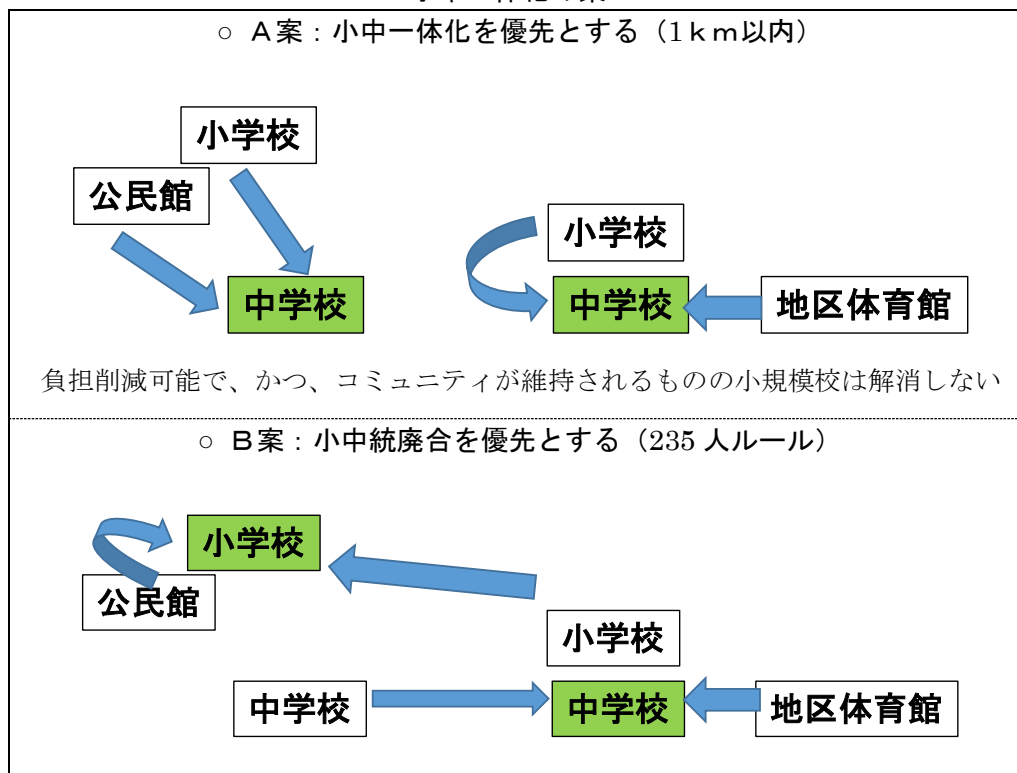 ○ A案：小中一体化を優先とする（1ｋｍ以内）
小学校
公民館
小学校
中学校
中学校
地区体育館
負担削減可能で、かつ、コミュニティが維持されるものの小規模校は解消しない
○ B案：小中統廃合を優先とする（235 人ルール）
小学校
公民館
小学校
中学校
中学校
地区体育館